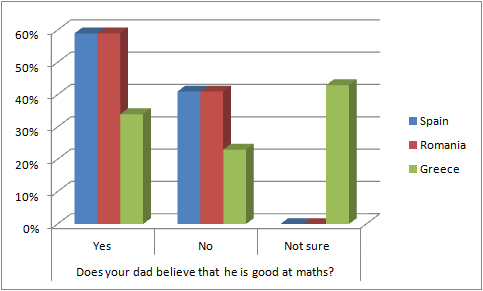 60%
50%
40%
30%
20%
10%
0%
Yes
No
Not sure
Does your dad believe that he is good at maths?
Spain
Romania
Greece